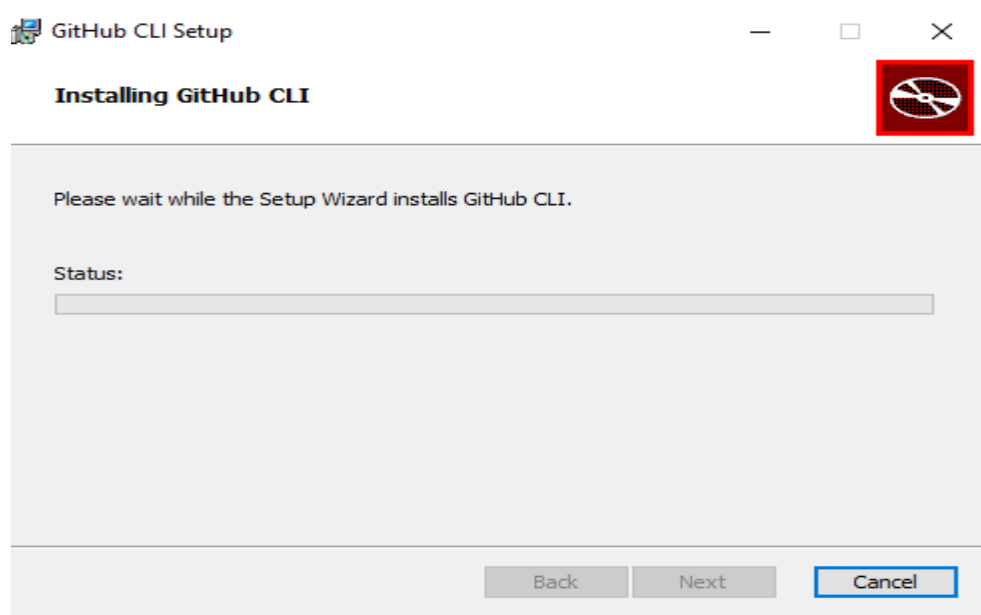 GitHub CLI Setup
Installing GitHub CLI
Please wait while the Setup Wizard installs GitHub CLI.
Status:
Back Next Cancel